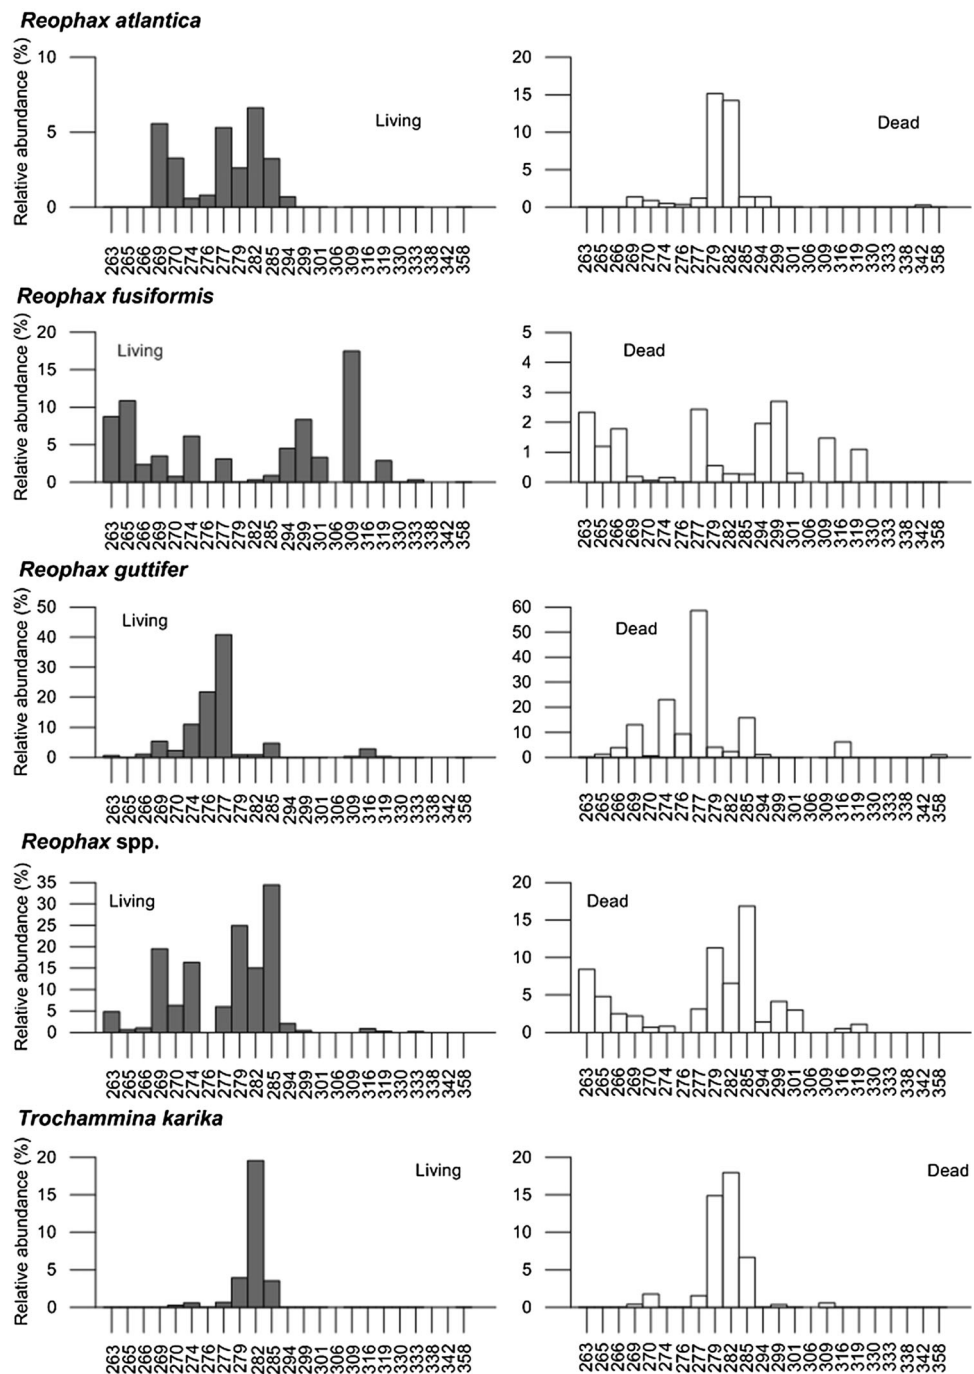 Reophax atlantica
Relative abundance (%)
10
5
0
Living
263 265 266 269 270 274 276 277 279 282 285 294 299 301 306 309 316 319 330 333 338 342 358
20
15
10
5
0
Dead
263 265 266 269 270 274 276 277 279 282 285 294 299 301 306 309 316 319 330 333 338 342 358
Reophax fusiformis
Relative abundance (%)
20
15
10
5
0
Living
263 265 266 269 270 274 276 277 279 282 285 294 299 301 306 309 316 319 330 333 338 342 358
5
4
3
2
1
0
Dead
263 265 266 269 270 274 276 277 279 282 285 294 299 301 306 309 316 319 330 333 338 342 358
Reophax guttifer
Relative abundance (%)
50
40
30
20
10
0
Living
263 265 266 269 270 274 276 277 279 282 285 294 299 301 306 309 316 319 330 333 338 342 358
60
50
40
30
20
10
0
Dead
263 265 266 269 270 274 276 277 279 282 285 294 299 301 306 309 316 319 330 333 338 342 358
Reophax spp.
Relative abundance (%)
35
30
25
20
15
10
5
0
Living
263 265 266 269 270 274 276 277 279 282 285 294 299 301 306 309 316 319 330 333 338 342 358
20
15
10
5
0
Dead
263 265 266 269 270 274 276 277 279 282 285 294 299 301 306 309 316 319 330 333 338 342 358
Trochammina karika
Relative abundance (%)
20
15
10
5
0
Living
263 265 266 269 270 274 276 277 279 282 285 294 299 301 306 309 316 319 330 333 338 342 358
20
15
10
5
0
Dead
263 265 266 269 270 274 276 277 279 282 285 294 299 301 306 309 316 319 330 333 338 342 358